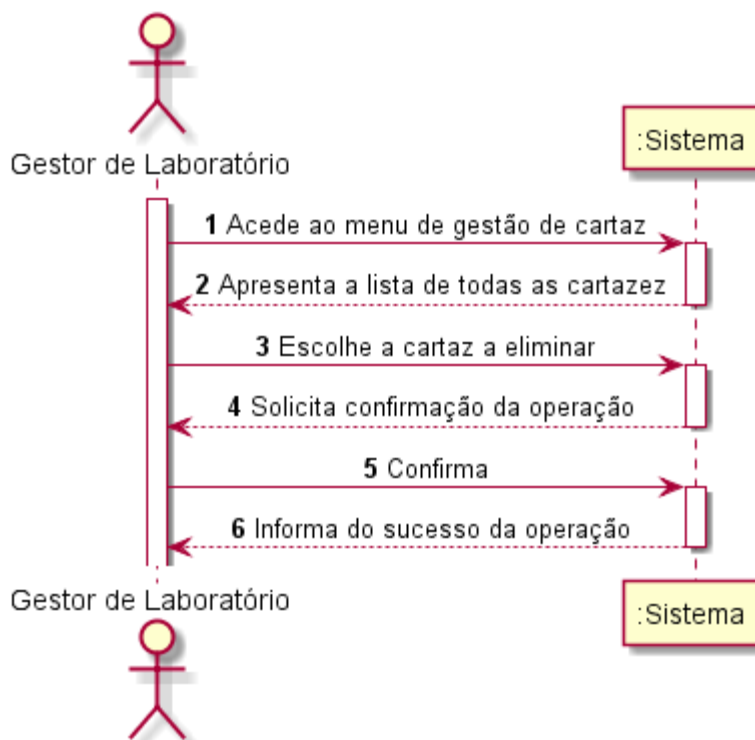 Gestor de Laboratório
:Sistema
1 Acede ao menu de gestão de cartaz
2 Apresenta a lista de todas as cartazez
3 Escolhe a cartaz a eliminar
4 Solicita confirmação da operação
5 Confirma
6 Informa do sucesso da operação
Gestor de Laboratório
:Sistema